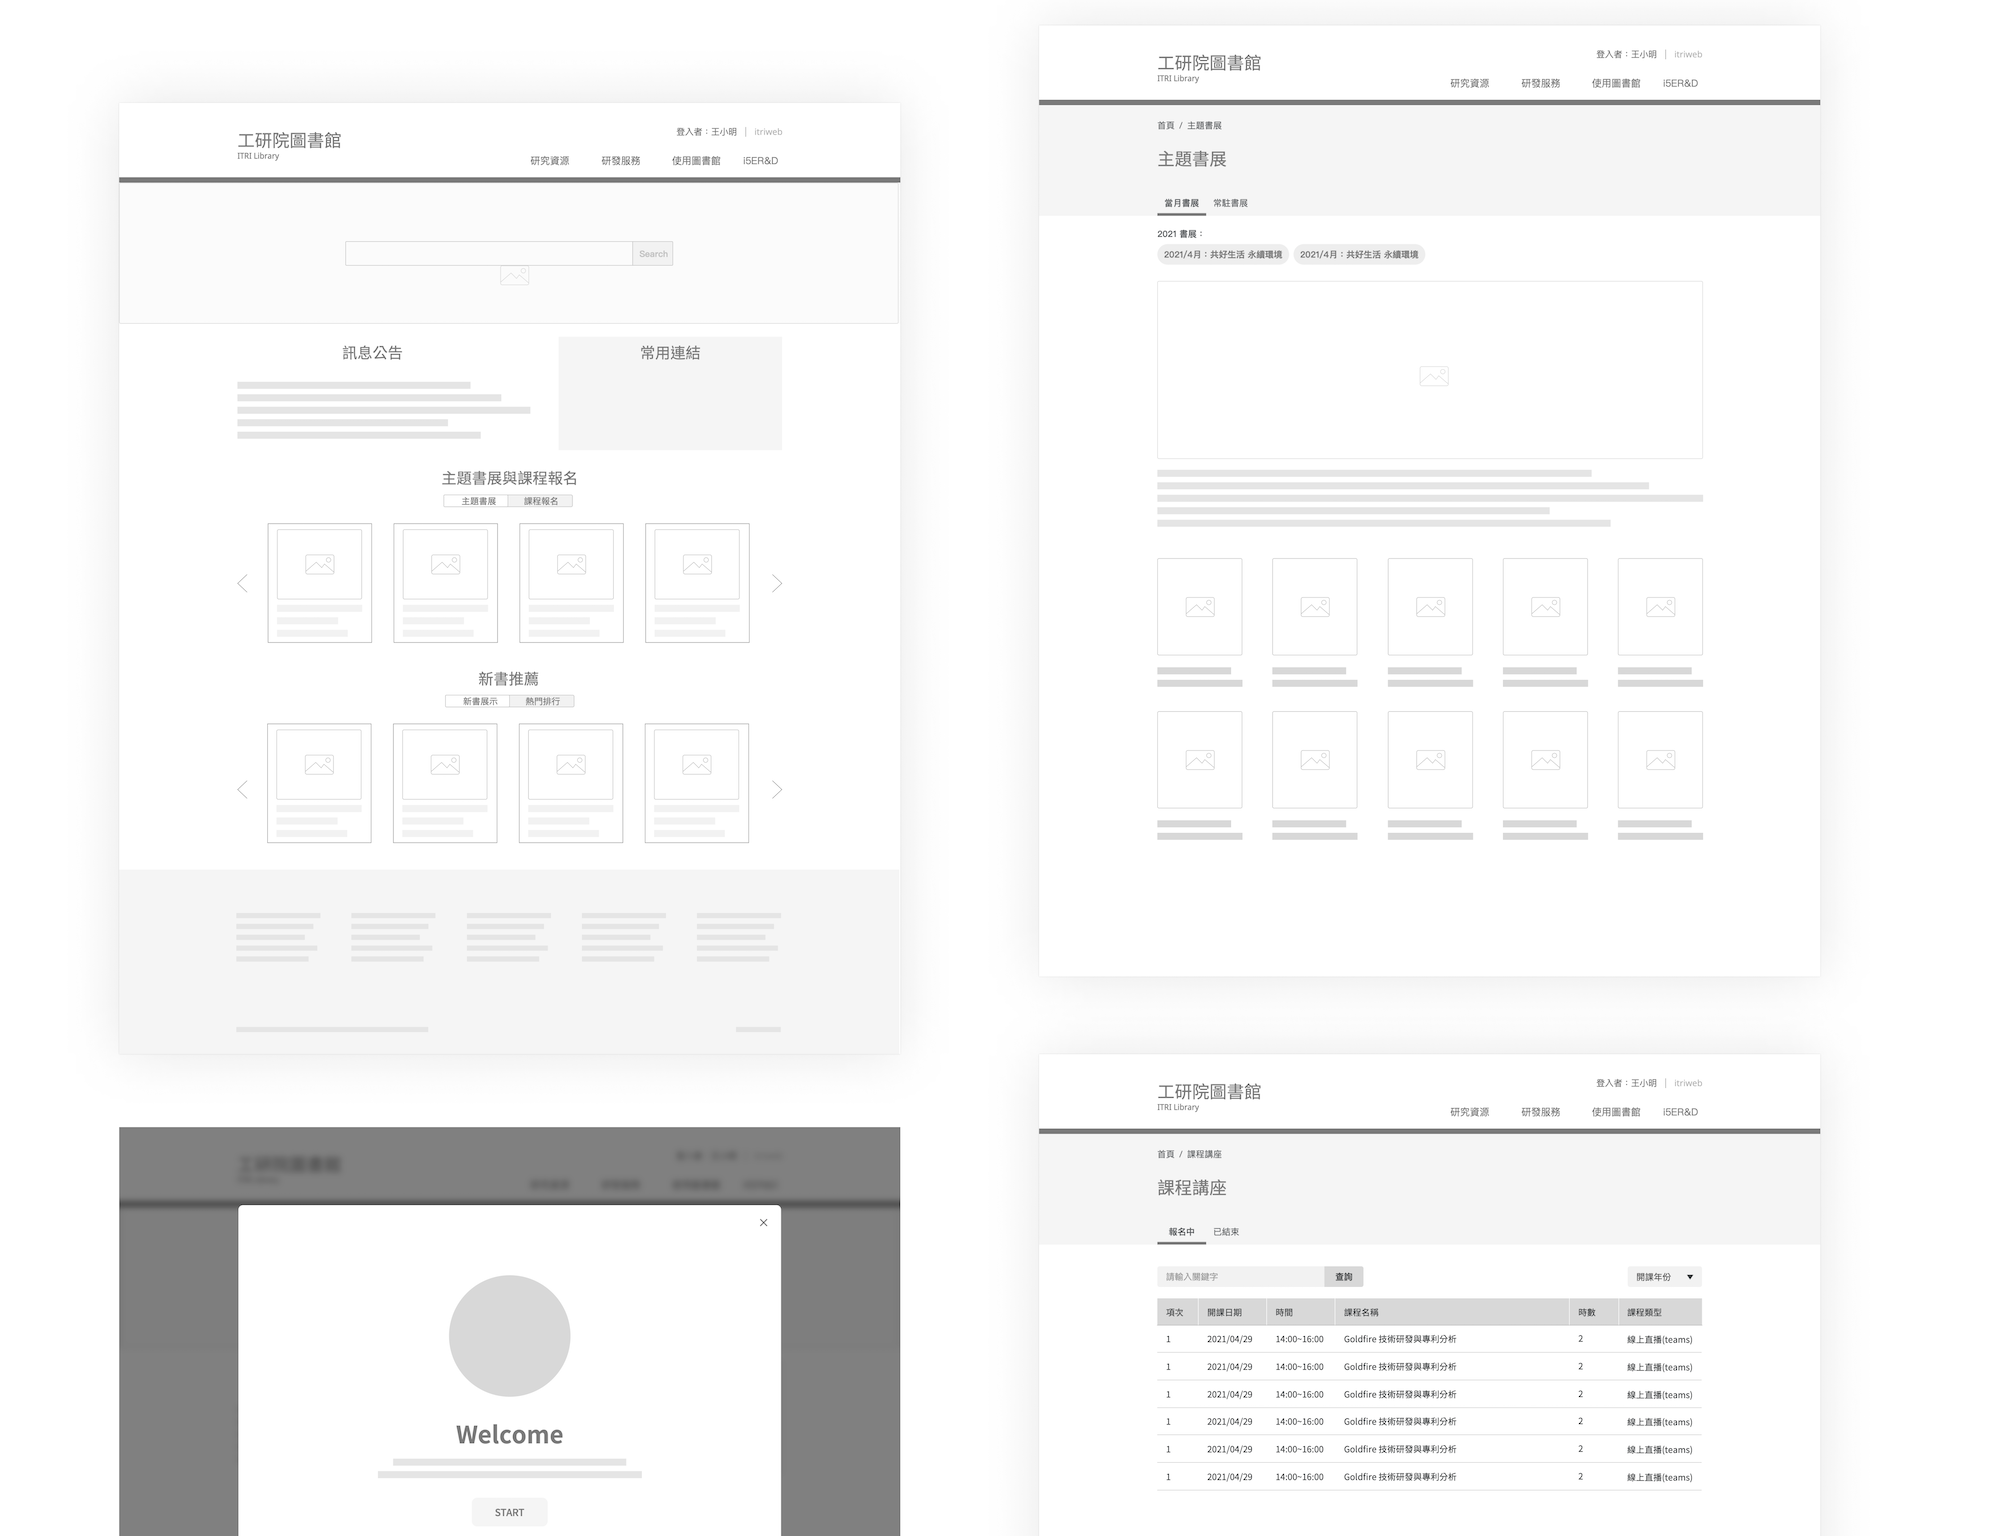 工研院圖書館
ITRI Library
登入者：王小明 | itriweb
研究資源 研發服務 使用圖書館 i5ER&D
Search
訊息公告
常用連結
主題書展與課程報名
主題書展 課程報名
新書推薦
新書展示 熱門排行
工研院圖書館
ITRI Library
登入者：王小明 | itriweb
研究資源 研發服務 使用圖書館 i5ER&D
首頁 / 主題書展
主題書展
當月書展 常駐書展
2021 書展：
2021/4月：共好生活 永續環境 2021/4月：共好生活 永續環境
Welcome
START
工研院圖書館
ITRI Library
登入者：王小明 | itriweb
研究資源 研發服務 使用圖書館 i5ER&D
首頁 / 課程講座
課程講座
報名中 已結束
請輸入關鍵字 查詢 開課年份
項次 開課日期 時間 課程名稱 時數 課程類型
1 2021/04/29 14:00~16:00 Goldfire 技術研發與專利分析 2 線上直播(teams)
1 2021/04/29 14:00~16:00 Goldfire 技術研發與專利分析 2 線上直播(teams)
1 2021/04/29 14:00~16:00 Goldfire 技術研發與專利分析 2 線上直播(teams)
1 2021/04/29 14:00~16:00 Goldfire 技術研發與專利分析 2 線上直播(teams)
1 2021/04/29 14:00~16:00 Goldfire 技術研發與專利分析 2 線上直播(teams)
1 2021/04/29 14:00~16:00 Goldfire 技術研發與專利分析 2 線上直播(teams)